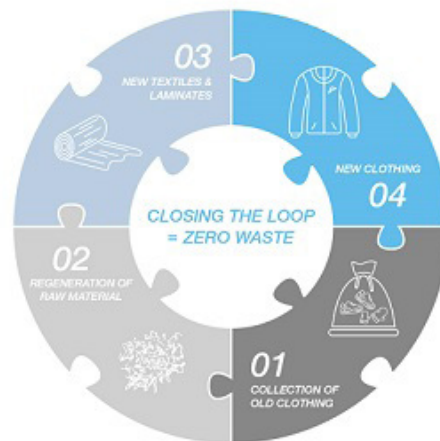 03
NEW TEXTILES &
LAMINATES
NEW CLOTHING
04
CLOSING THE LOOP
= ZERO WASTE
02
REGENERATION OF
RAW MATERIAL
01
COLLECTION OF
OLD CLOTHING